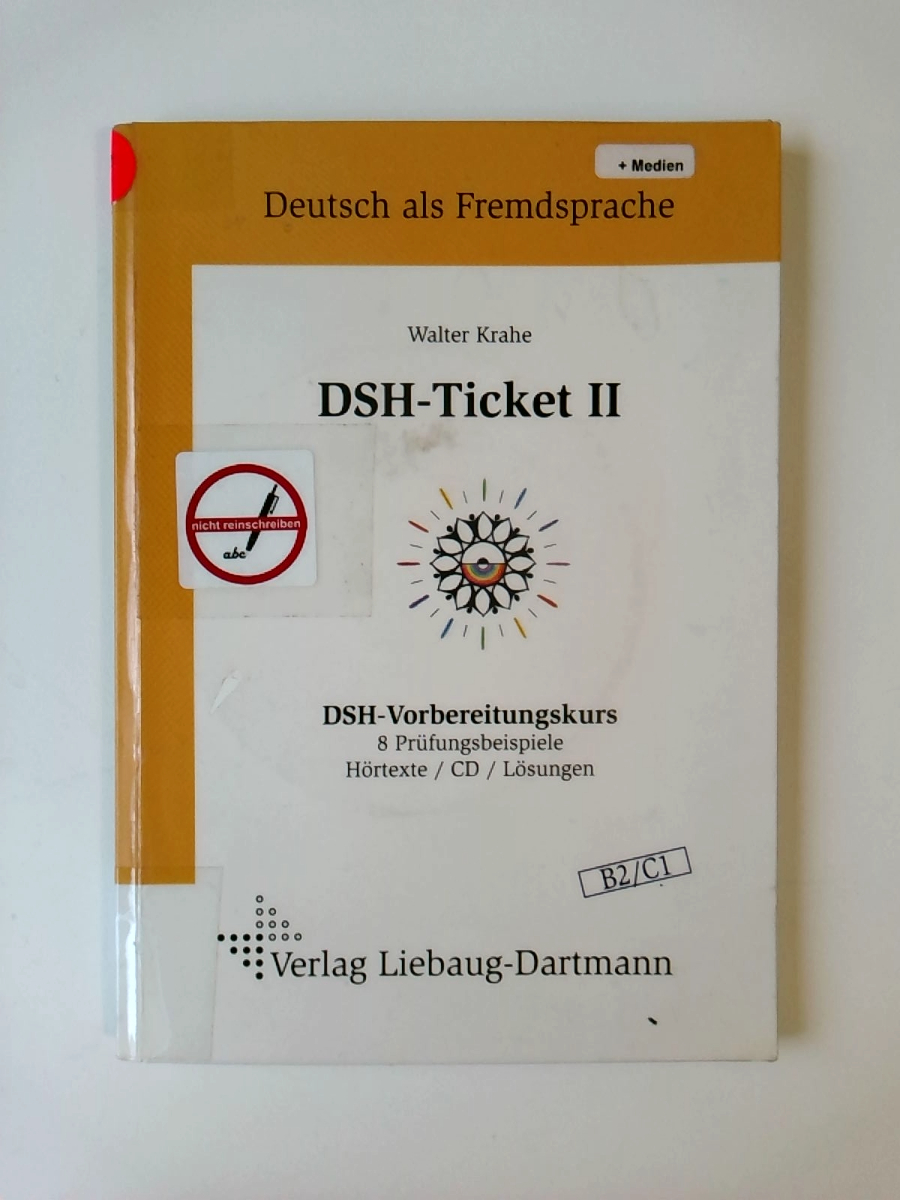 + Medien
Deutsch als Fremdsprache
Walter Krahe
DSH-Ticket II
nicht reinschreiben
abc
DSH-Vorbereitungskurs
8 Prüfungsbeispiele
Hörtexte / CD / Lösungen
B2/C1
Verlag Liebaug-Dartmann